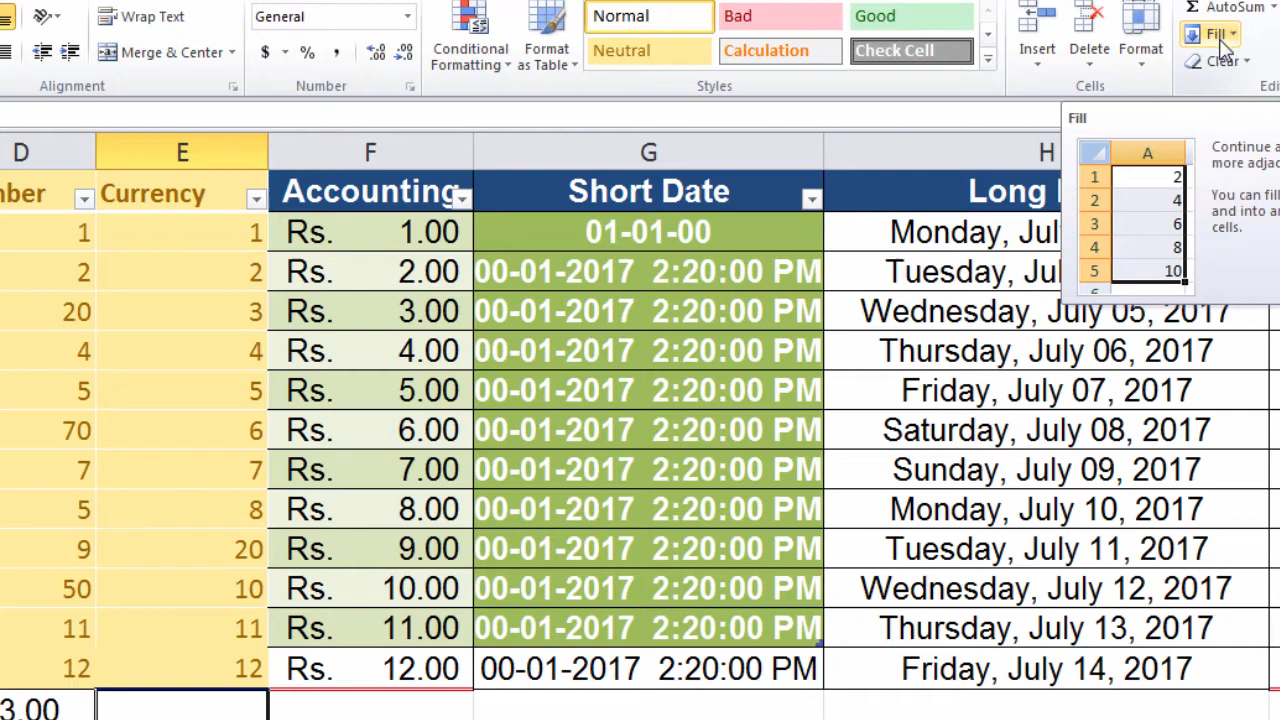 Wrap Text
General
AutoSum
Normal
Bad
Good
Fill
Merge & Center
$ % ,
Conditional
Formatting
Format
as Table
Neutral
Calculation
Check Cell
Insert
Delete
Format
Clear
Alignment
Number
Styles
Cells
Edi
Fill
Continue a
more adjac
You can fill
and into an
cells.
A
1 2
2 4
3 6
4 8
5 10
D E F G H
mber Currency Accounting Short Date Long
1 1 Rs. 1.00 01-01-00 Monday, Jul
2 2 Rs. 2.00 00-01-2017 2:20:00 PM Tuesday, Ju
20 3 Rs. 3.00 00-01-2017 2:20:00 PM Wednesday, July 05, 2017
4 4 Rs. 4.00 00-01-2017 2:20:00 PM Thursday, July 06, 2017
5 5 Rs. 5.00 00-01-2017 2:20:00 PM Friday, July 07, 2017
70 6 Rs. 6.00 00-01-2017 2:20:00 PM Saturday, July 08, 2017
7 7 Rs. 7.00 00-01-2017 2:20:00 PM Sunday, July 09, 2017
5 8 Rs. 8.00 00-01-2017 2:20:00 PM Monday, July 10, 2017
9 20 Rs. 9.00 00-01-2017 2:20:00 PM Tuesday, July 11, 2017
50 10 Rs. 10.00 00-01-2017 2:20:00 PM Wednesday, July 12, 2017
11 11 Rs. 11.00 00-01-2017 2:20:00 PM Thursday, July 13, 2017
12 12 Rs. 12.00 00-01-2017 2:20:00 PM Friday, July 14, 2017
3.00